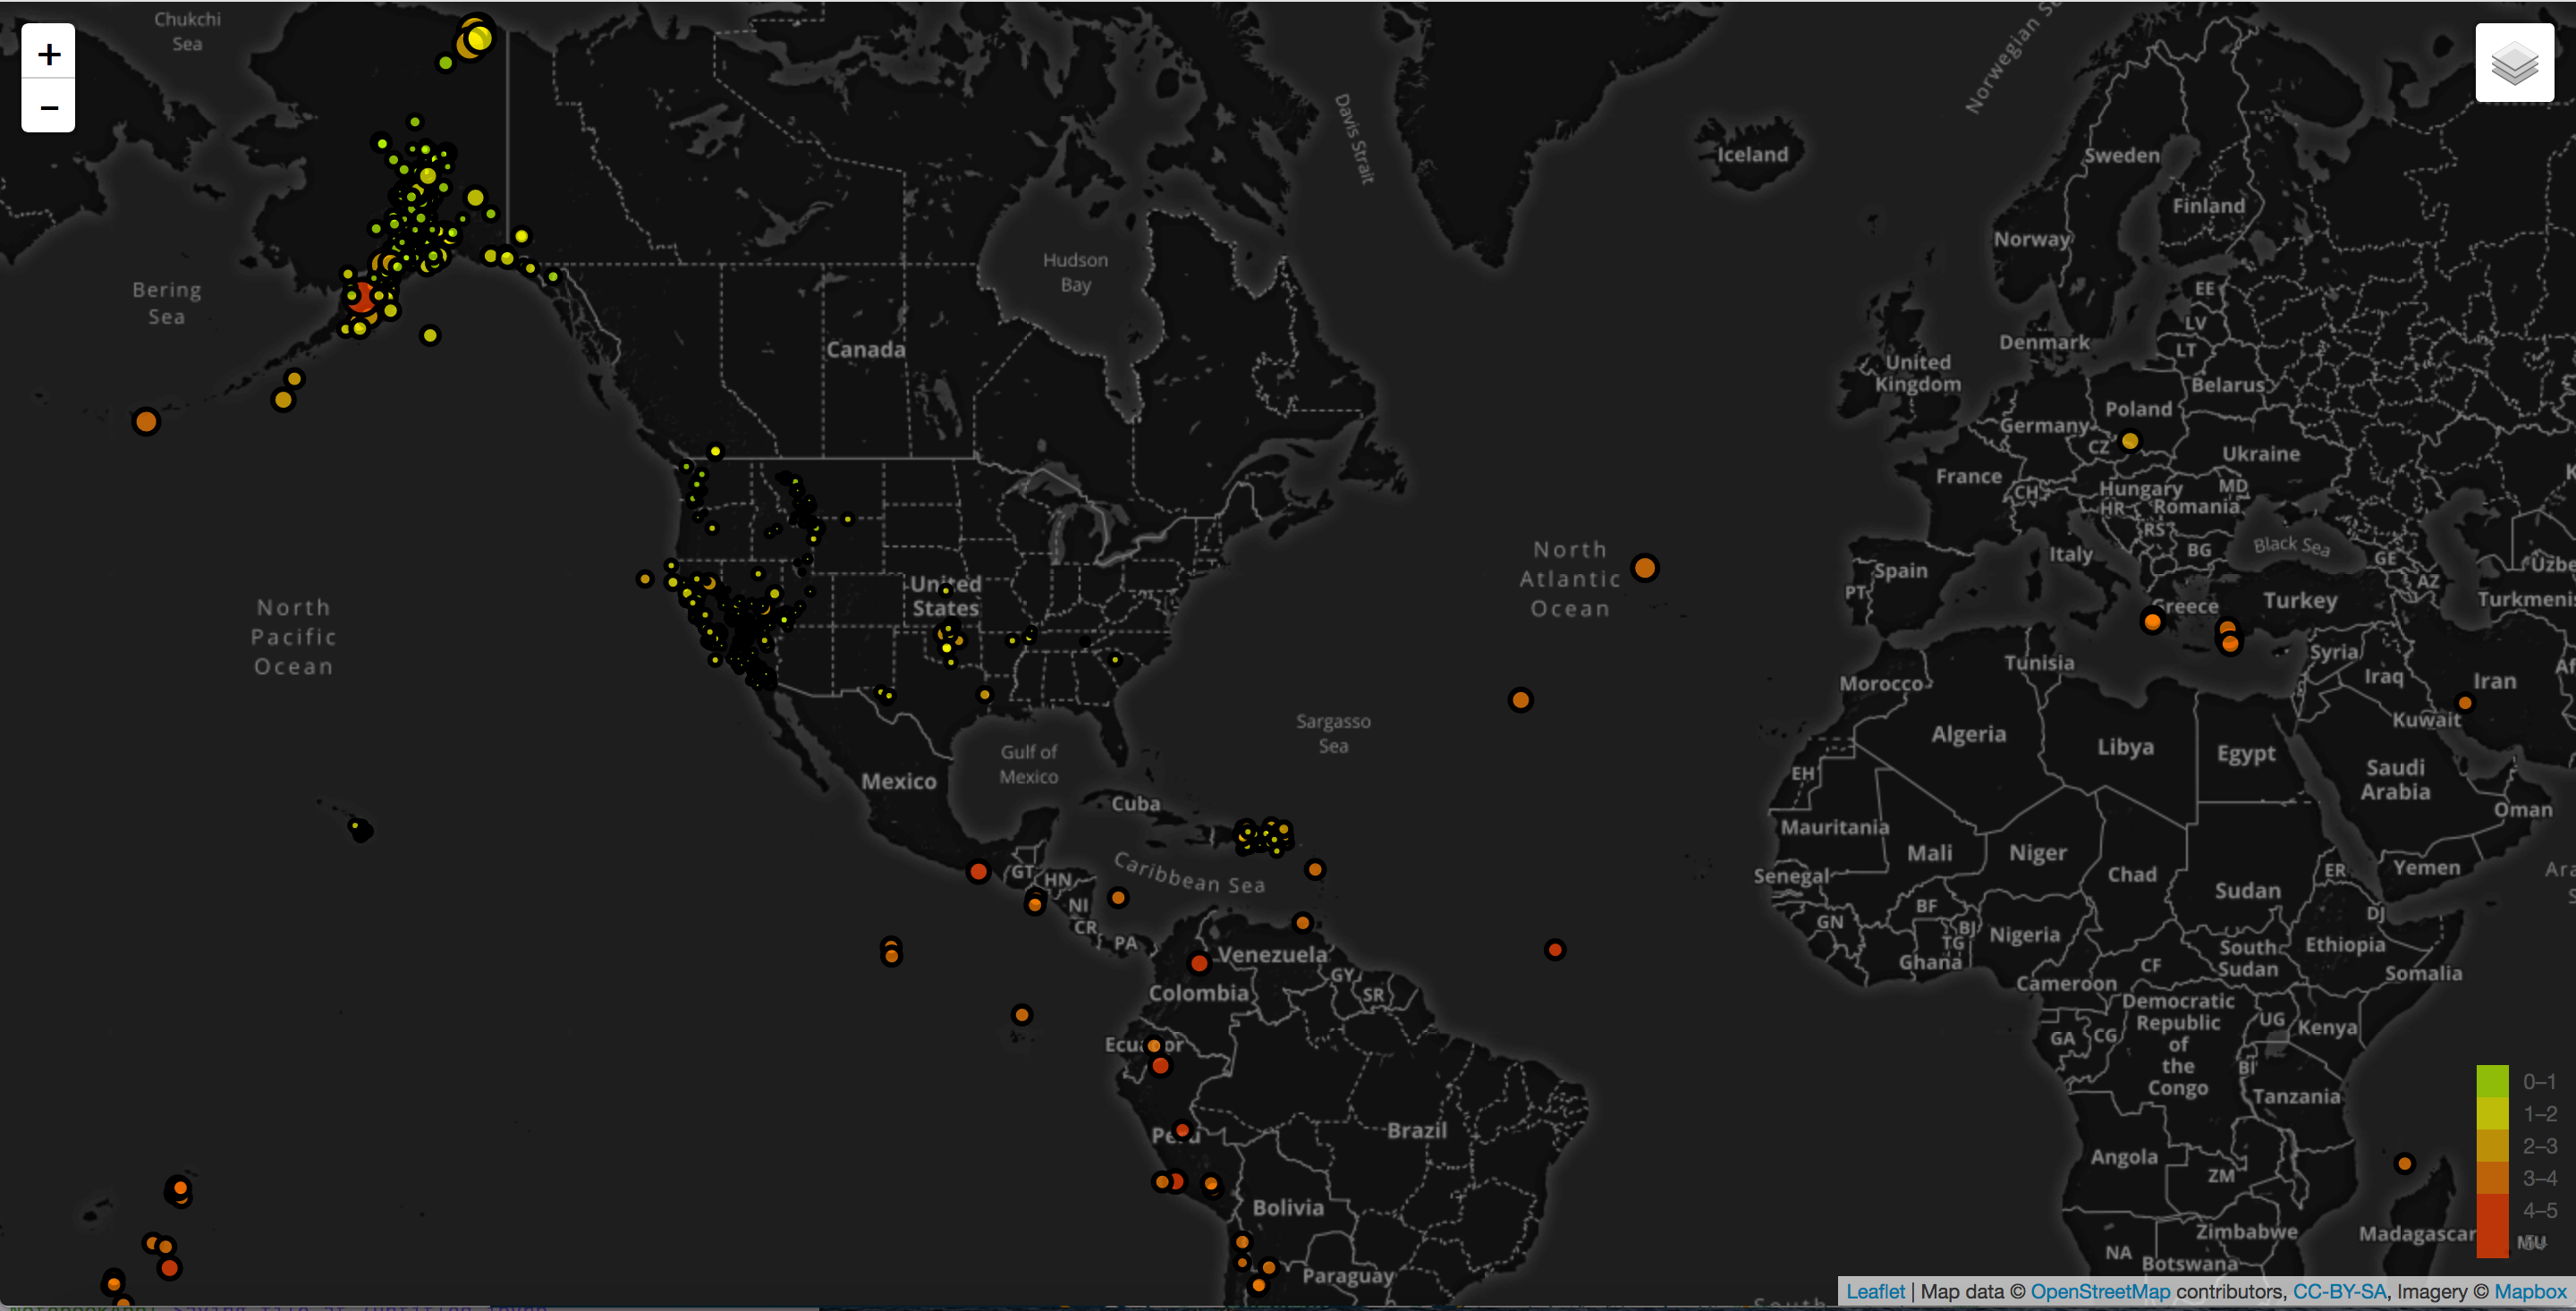 Chukchi
Sea
+
−
Norwegian
Davis Strait
Iceland
Sweden
Finland
Norway
Hudson
Bay
Bering
Sea
EE
LV
LT
Denmark
Canada
United
Kingdom
Belarus
Poland
Germany
CZ
Ukraine
France
CH
Hungary
MD
HR
Romania
RS
Italy
BG
Black Sea
GE
AZ
North
Atlantic
Ocean
Spain
PT
Greece
Turkey
United
States
North
Pacific
Ocean
Tunisia
Syria
Morocco
Iraq
Iran
Kuwait
Sargasso
Sea
Algeria
Libya
Egypt
Gulf of
Mexico
Mexico
EH
Saudi
Arabia
Cuba
Oman
Mauritania
Mali
Niger
Chad
Caribbean Sea
GT
HN
Senegal
ER
Yemen
Sudan
NI
BF
GN
BJ
DJ
CR
PA
TG
Nigeria
Ethiopia
South
Sudan
Venezuela
Ghana
CF
GY
SR
Colombia
Cameroon
Somalia
Democratic
Republic
of
the
Congo
UG
Kenya
GA
CG
Ecuador
BI
Tanzania
0–1
1–2
2–3
3–4
4–5
Peru
Brazil
Angola
ZM
Bolivia
Zimbabwe
Madagascar
MU
NA
Botswana
Paraguay
Leaflet | Map data © OpenStreetMap contributors, CC-BY-SA, Imagery © Mapbox